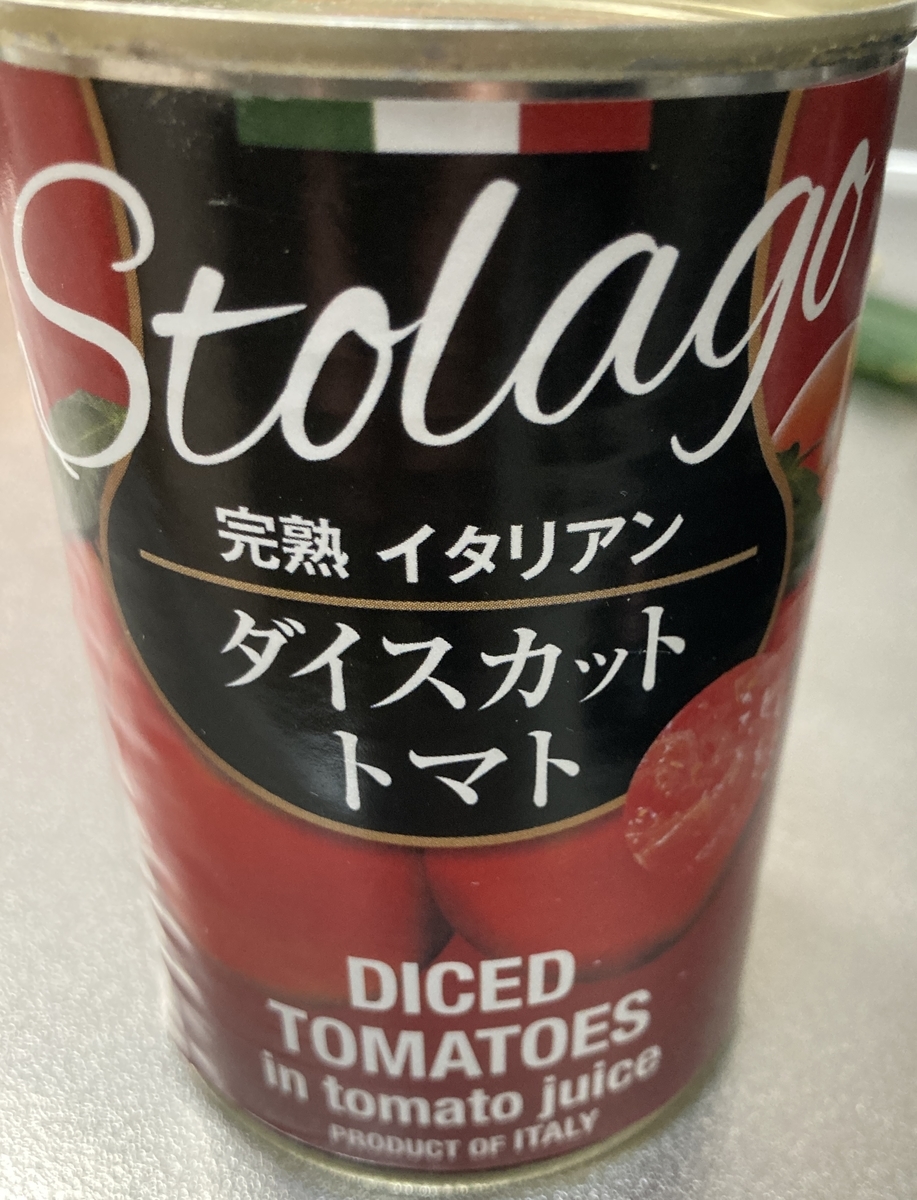 Stolago
完熟 イタリアン
ダイスカット
トマト
DICED
TOMATOES
in tomato juice
PRODUCT OF ITALY